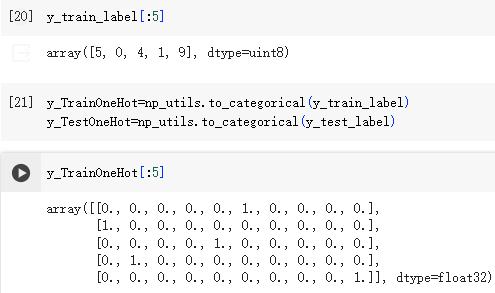 [20] y_train_label[:5]
array([5, 0, 4, 1, 9], dtype=uint8)
[21] y_TrainOneHot=np_utils.to_categorical(y_train_label)
y_TestOneHot=np_utils.to_categorical(y_test_label)
y_TrainOneHot[:5]
array([[0., 0., 0., 0., 0., 1., 0., 0., 0., 0.],
[1., 0., 0., 0., 0., 0., 0., 0., 0., 0.],
[0., 0., 0., 0., 1., 0., 0., 0., 0., 0.],
[0., 1., 0., 0., 0., 0., 0., 0., 0., 0.],
[0., 0., 0., 0., 0., 0., 0., 0., 0., 1.]], dtype=float32)